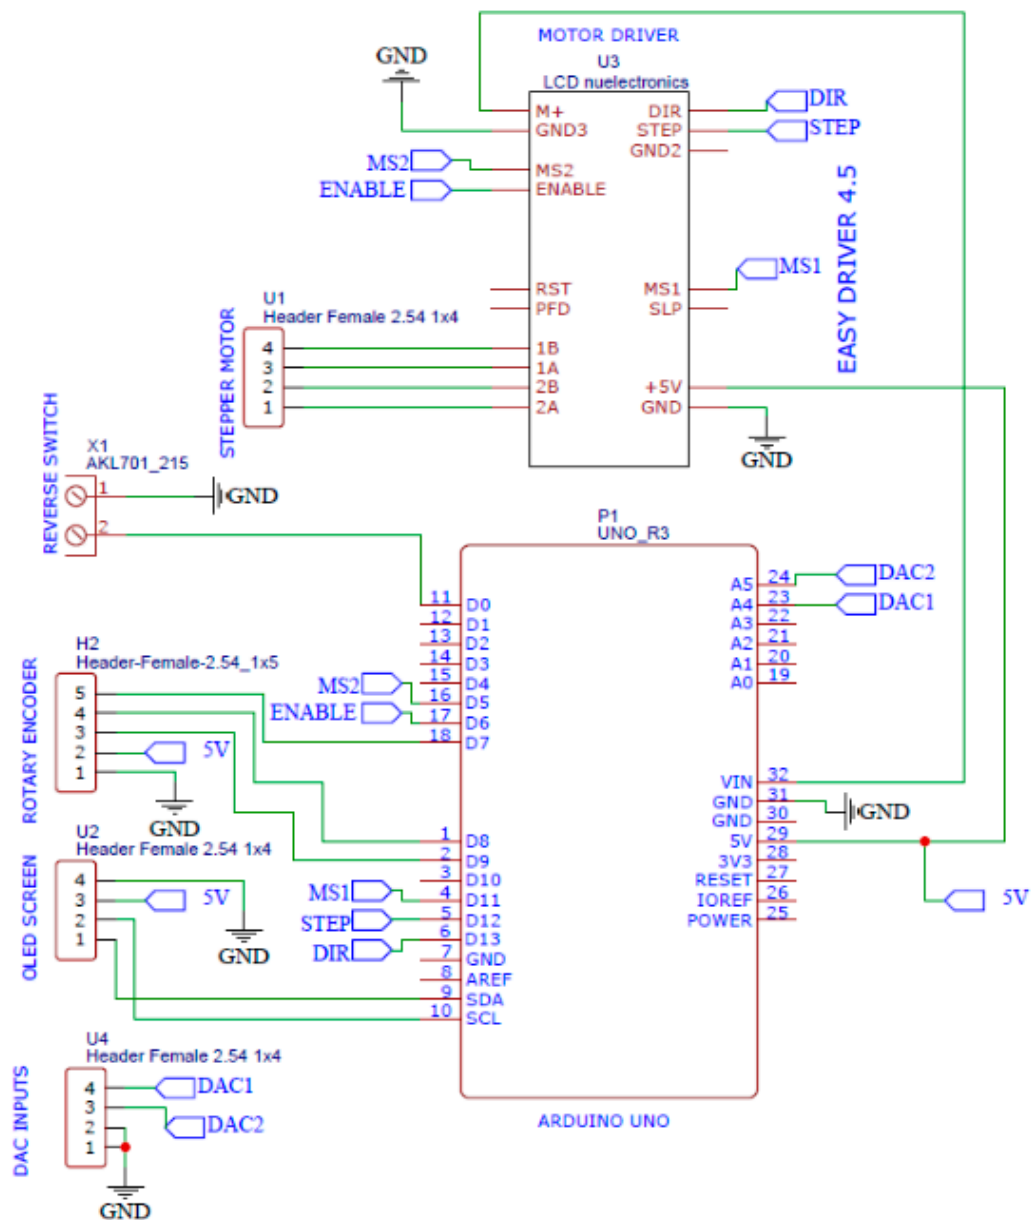 MOTOR DRIVER
U3
LCD nuelectronics
GND
M+
GND3
MS2
ENABLE
RST
PFD
1B
1A
2B
2A
DIR
STEP
GND2
MS1
SLP
+5V
GND
MS2
ENABLE
DIR
STEP
MS1
GND
EASY DRIVER 4.5
STEPPER MOTOR
U1
Header Female 2.54 1x4
4
3
2
1
REVERSE SWITCH
X1
AKL701_215
1
2
GND
P1
UNO_R3
11 D0
12 D1
13 D2
14 D3
15 D4
16 D5
17 D6
18 D7
1 D8
2 D9
3 D10
4 D11
5 D12
6 D13
7 GND
8 AREF
9 SDA
10 SCL
A5 24
A4 23
A3 22
A2 21
A1 20
A0 19
VIN 32
GND 31
GND 30
5V 29
3V3 28
RESET 27
IOREF 26
POWER 25
DAC2
DAC1
GND
5V
MS2
ENABLE
MS1
STEP
DIR
ROTARY ENCODER
H2
Header-Female-2.54_1x5
5
4
3
2
1
5V
GND
OLED SCREEN
U2
Header Female 2.54 1x4
4
3
2
1
5V
GND
DAC INPUTS
U4
Header Female 2.54 1x4
4
3
2
1
DAC1
DAC2
GND
ARDUINO UNO